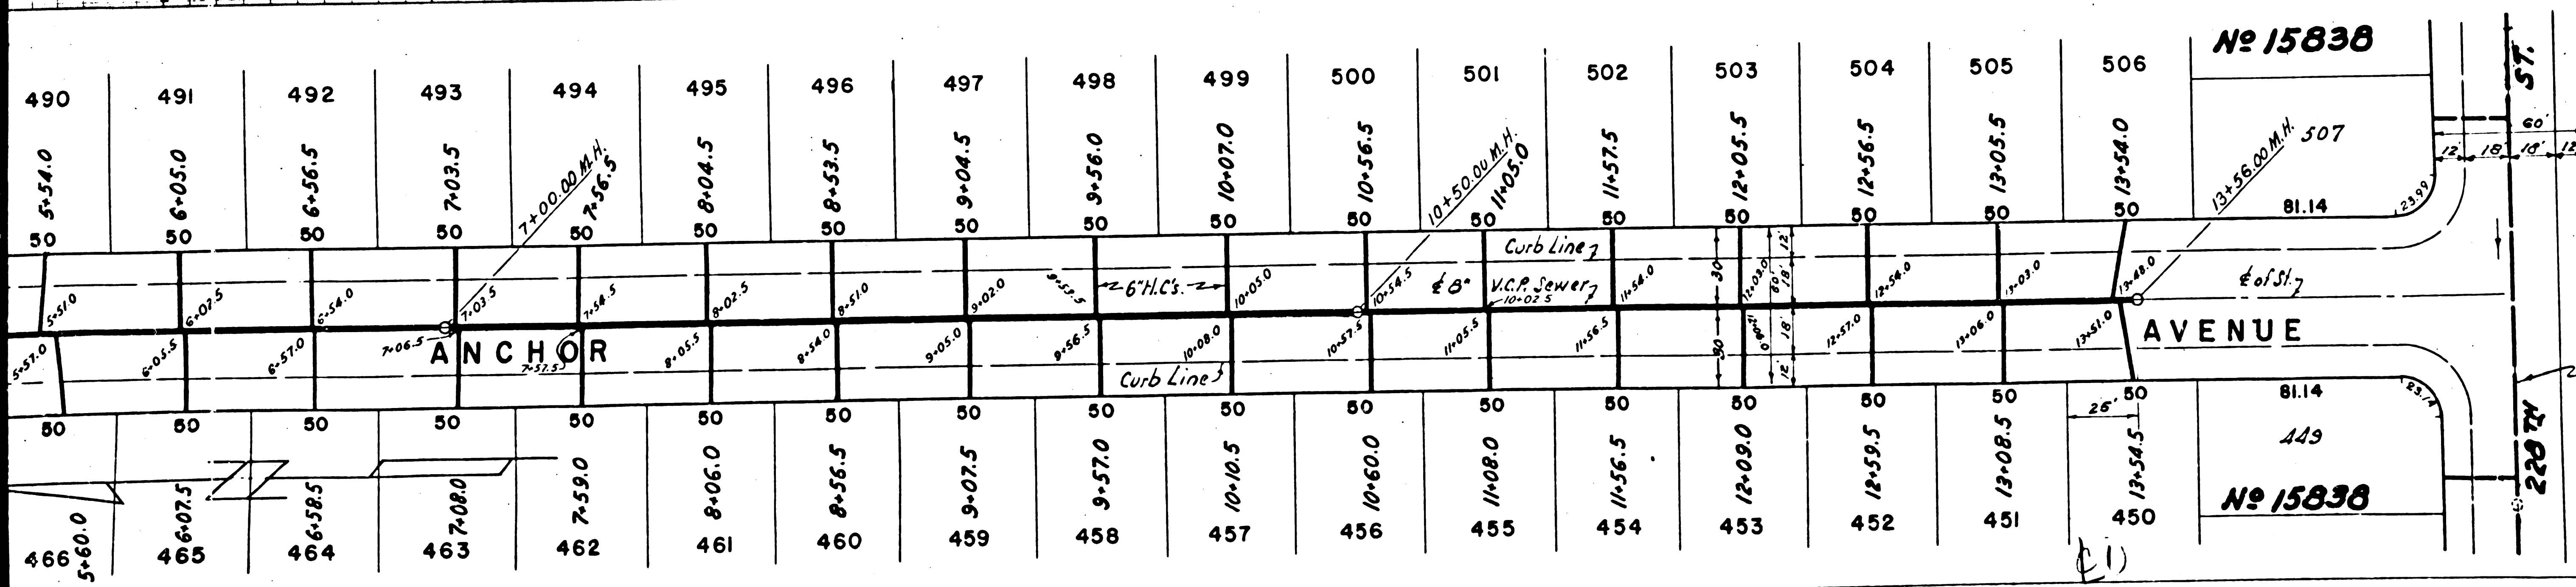 No 15838
ST.
490 491 492 493 494 495 496 497 498 499 500 501 502 503 504 505 506
507
60'
12' 18' 18' 12
5+54.0 6+05.0 6+56.5 7+03.5 7+00.00 M.H. 7+56.5 8+04.5 8+53.5 9+04.5 9+56.0 10+07.0 10+56.5 10+50.00 M.H. 11+05.0 11+57.5 12+05.5 12+56.5 13+05.5 13+54.0 13+56.00 M.H.
50 50 50 50 50 50 50 50 50 50 50 50 50 50 50 50 50 81.14 23.99
Curb Line
30 60' 12' 18'
5+51.0 6+02.5 6+54.0 7+03.5 7+54.5 8+02.5 8+51.0 9+02.0 9+53.5 6" H.C's. 10+05.0 10+54.5 ℄ 8" V.C.P. Sewer 10+02.5 11+54.0 12+03.0 12+54.0 13+03.0 13+48.0 ℄ of St.
5+57.0 6+05.5 6+57.0 7+06.5 7+57.5 8+05.5 8+54.0 9+05.0 9+56.5 10+08.0 10+57.5 11+05.5 11+56.5 12+57.0 13+06.0 13+51.0
ANCHOR AVENUE
Curb Line
30 18' 12'
50 50 50 50 50 50 50 50 50 50 50 50 50 50 50 50 50 81.14 23.14
25'
5+60.0 6+07.5 6+58.5 7+08.0 7+59.0 8+06.0 8+56.5 9+07.5 9+57.0 10+10.5 10+60.0 11+08.0 11+56.5 12+09.0 12+59.5 13+08.5 13+54.5
449
228 TH
No 15838
466 465 464 463 462 461 460 459 458 457 456 455 454 453 452 451 450